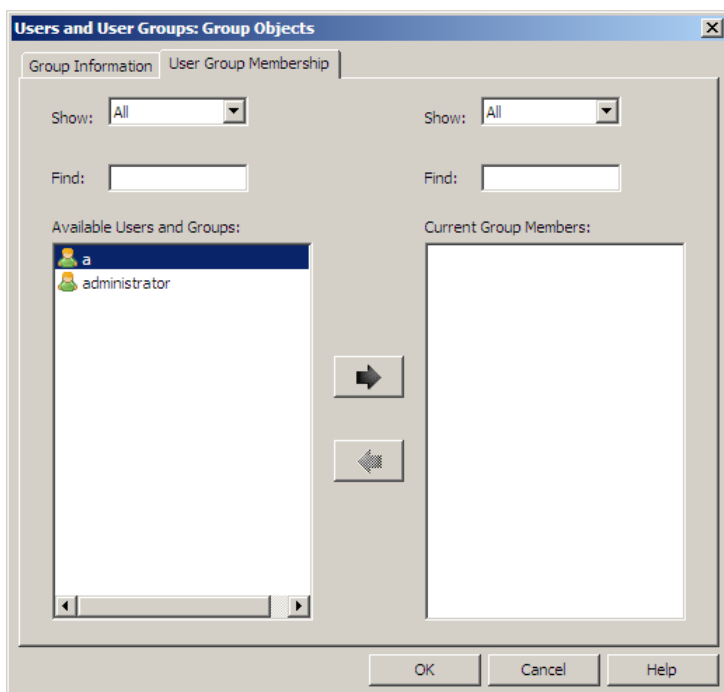 Users and User Groups: Group Objects
Group Information
User Group Membership
Show:
All
Show:
All
Find:
Find:
Available Users and Groups:
Current Group Members:
a
administrator
OK
Cancel
Help